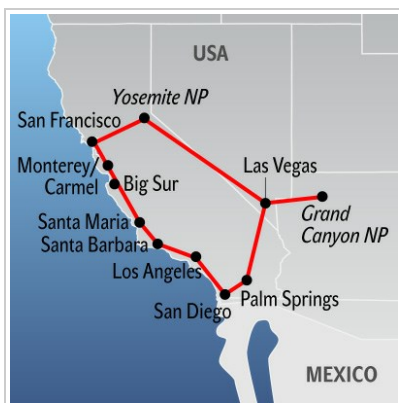 USA
Yosemite NP
San Francisco
Monterey/
Carmel
Big Sur
Las Vegas
Grand
Canyon NP
Santa Maria
Santa Barbara
Los Angeles
San Diego
Palm Springs
MEXICO